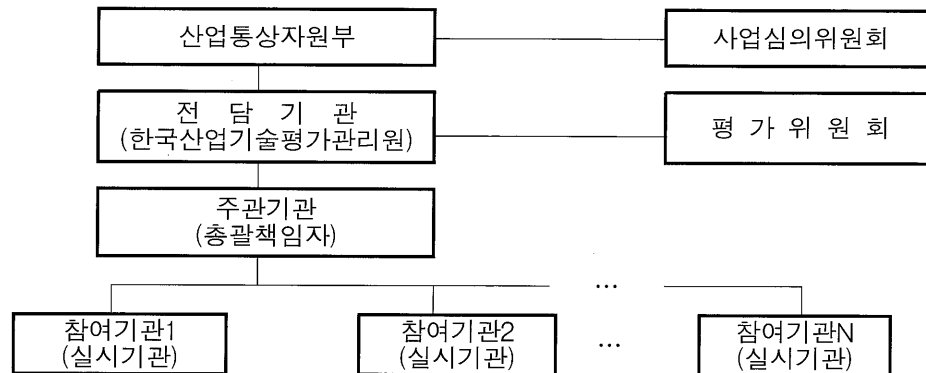 산업통상자원부
사업심의위원회
전 담 기 관
(한국산업기술평가관리원)
평 가 위 원 회
주관기관
(총괄책임자)
...
참여기관1
(실시기관)
참여기관2
(실시기관)
...
참여기관N
(실시기관)